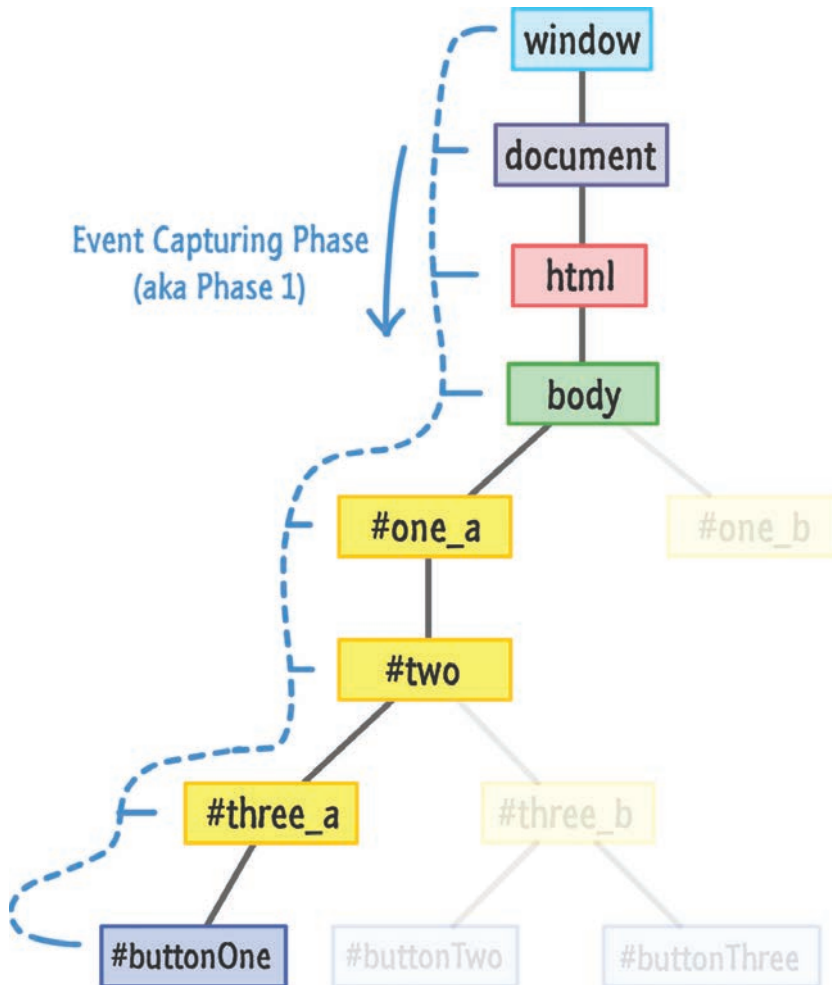 window
document
Event Capturing Phase
(aka Phase 1)
html
body
#one_a
#one_b
#two
#three_a
#three_b
#buttonOne
#buttonTwo
#buttonThree